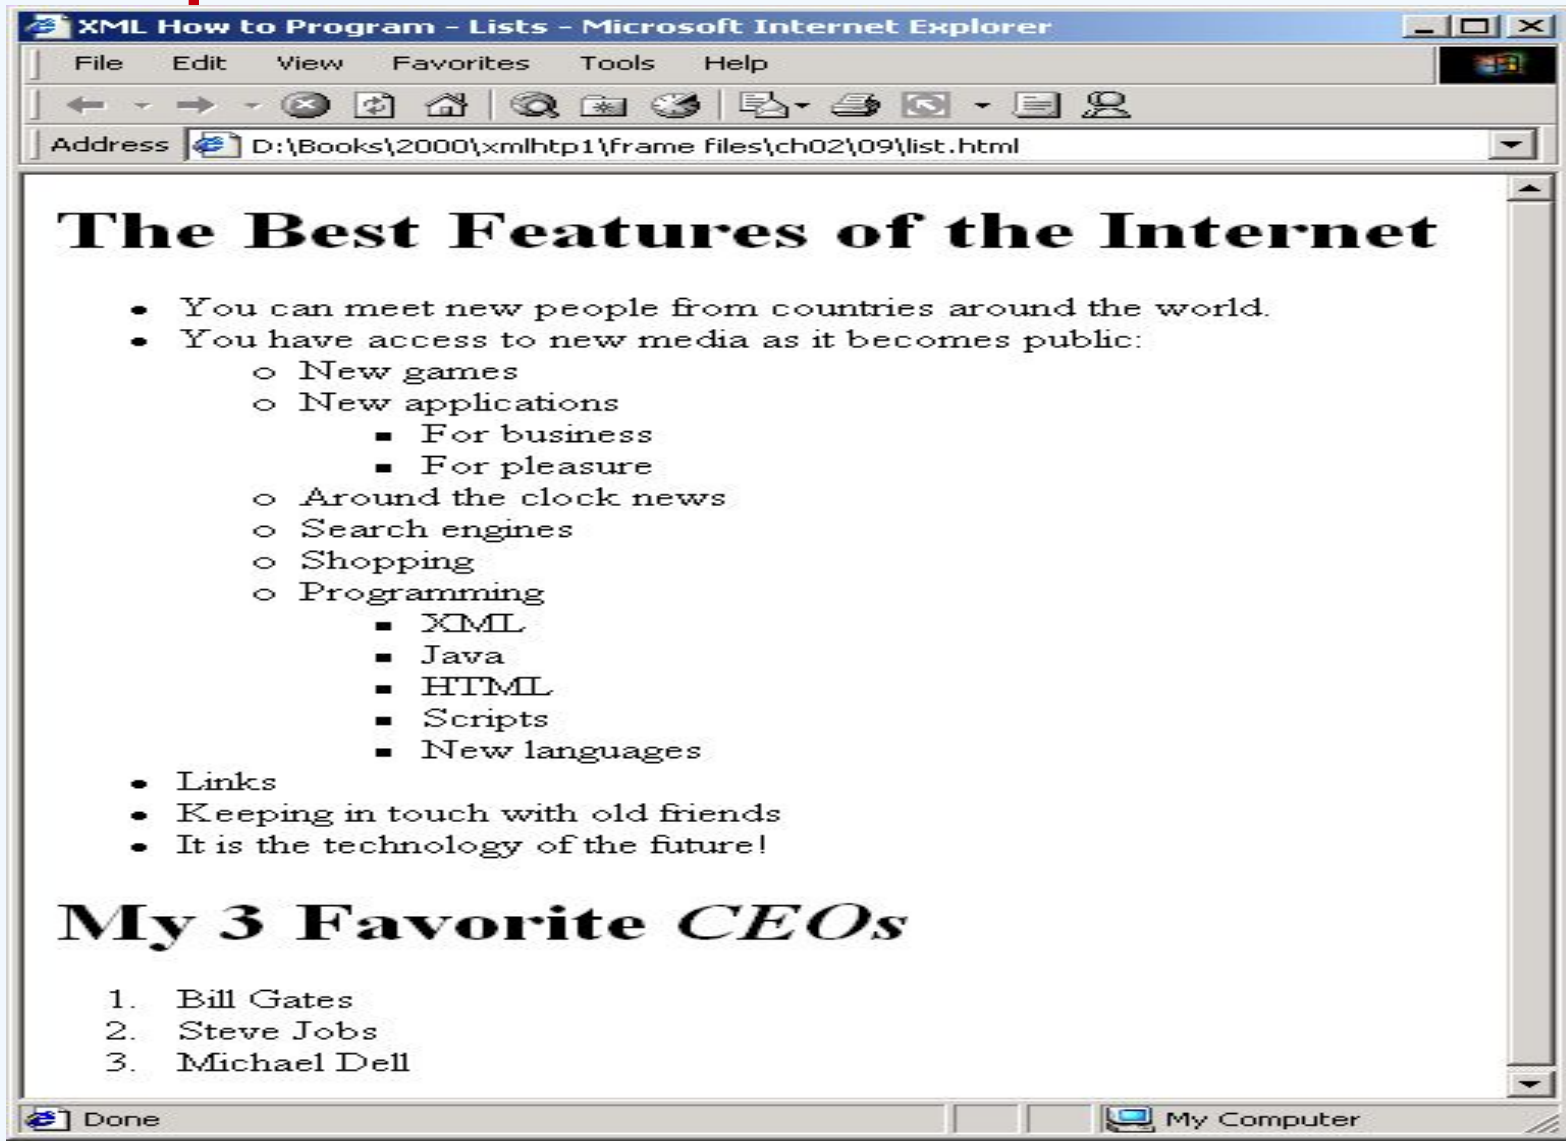 XML How to Program - Lists - Microsoft Internet Explorer
File Edit View Favorites Tools Help
Address D:\Books\2000\xmlhtp1\frame files\ch02\09\list.html
The Best Features of the Internet
• You can meet new people from countries around the world.
• You have access to new media as it becomes public:
o New games
o New applications
▪ For business
▪ For pleasure
o Around the clock news
o Search engines
o Shopping
o Programming
▪ XML
▪ Java
▪ HTML
▪ Scripts
▪ New languages
• Links
• Keeping in touch with old friends
• It is the technology of the future!
My 3 Favorite CEOs
1. Bill Gates
2. Steve Jobs
3. Michael Dell
Done My Computer